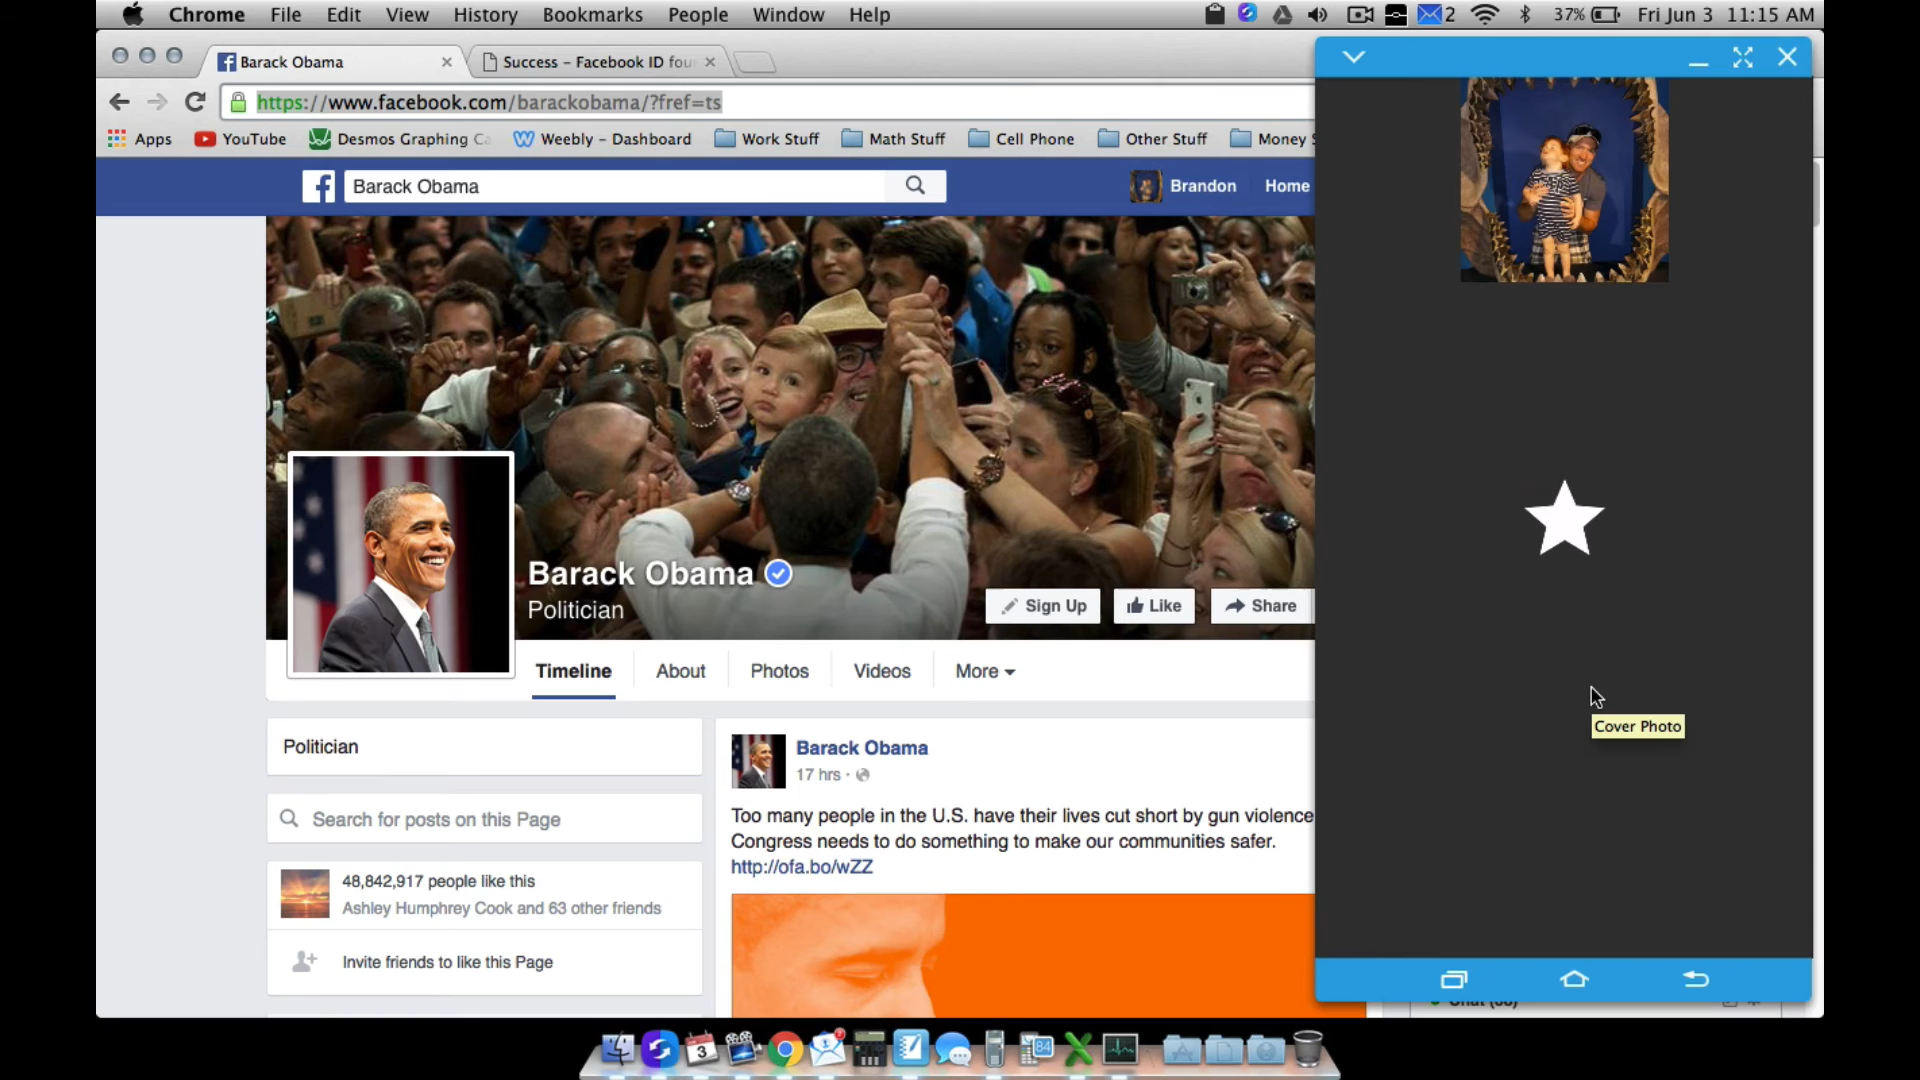 Chrome File Edit View History Bookmarks People Window Help 2 37% Fri Jun 3 11:15 AM
Barack Obama Success – Facebook ID fou
https://www.facebook.com/barackobama/?fref=ts
Apps YouTube Desmos Graphing Ca Weebly – Dashboard Work Stuff Math Stuff Cell Phone Other Stuff Money
Barack Obama Brandon Home
Barack Obama
Politician
Sign Up Like Share
Timeline About Photos Videos More
Politician
Search for posts on this Page
48,842,917 people like this
Ashley Humphrey Cook and 63 other friends
Invite friends to like this Page
Barack Obama
17 hrs ·
Too many people in the U.S. have their lives cut short by gun violence
Congress needs to do something to make our communities safer.
http://ofa.bo/wZZ
Cover Photo
3
84